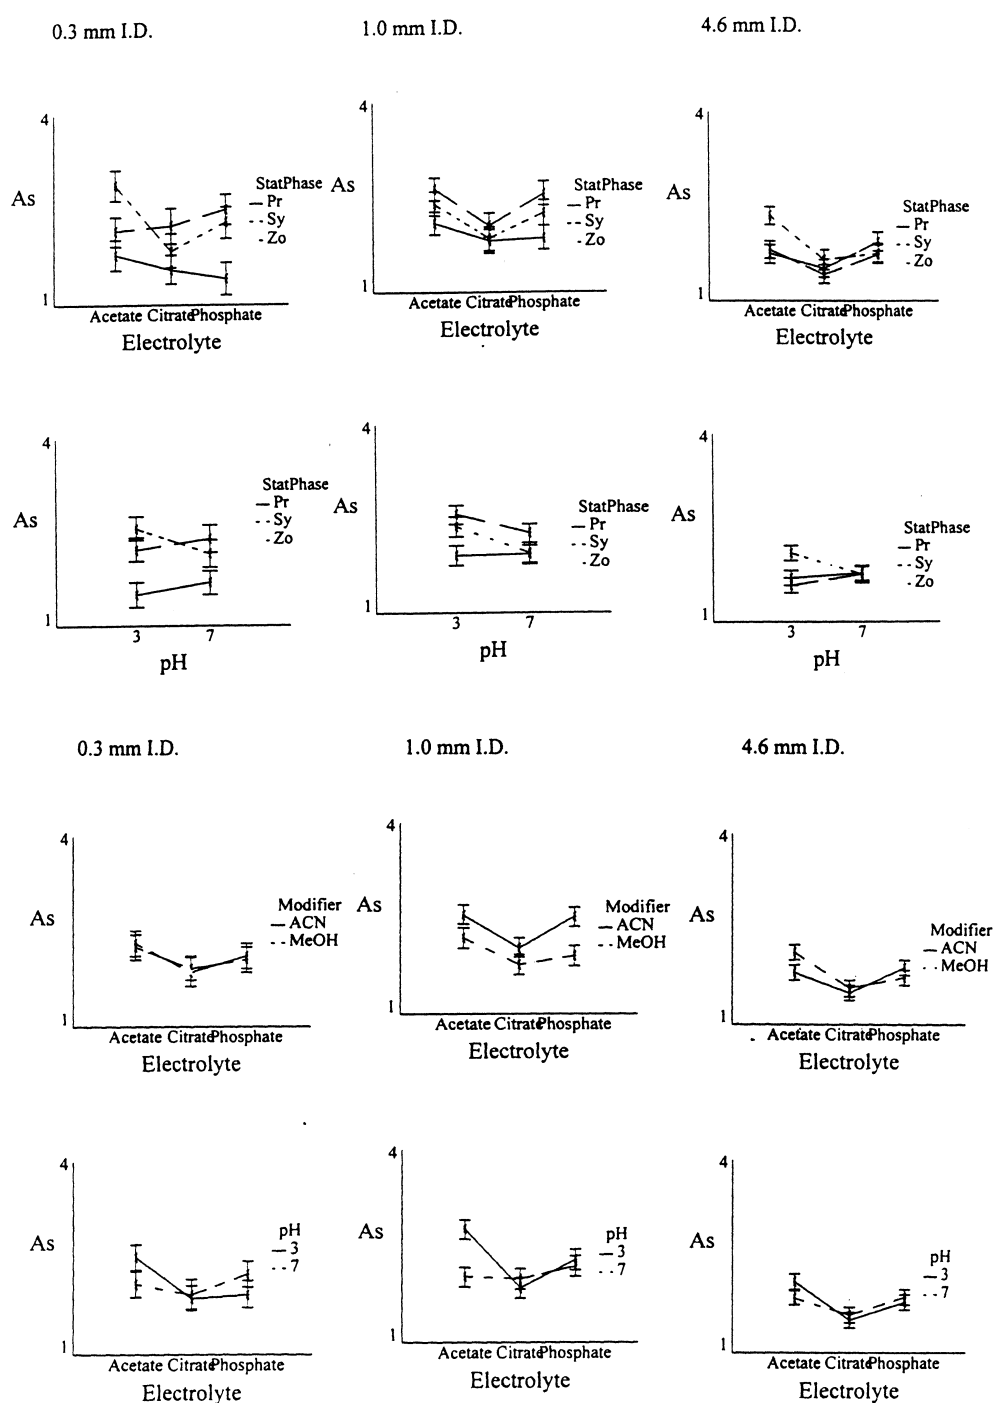 0.3 mm I.D.
1.0 mm I.D.
4.6 mm I.D.
4
As
StatPhase
Pr
Sy
Zo
1
Acetate Citrate Phosphate
Electrolyte
4
As
StatPhase
Pr
Sy
Zo
1
Acetate Citrate Phosphate
Electrolyte
4
As
StatPhase
Pr
Sy
Zo
1
Acetate Citrate Phosphate
Electrolyte
4
As
StatPhase
Pr
Sy
Zo
1
3 7
pH
4
As
StatPhase
Pr
Sy
Zo
1
3 7
pH
4
As
StatPhase
Pr
Sy
Zo
1
3 7
pH
0.3 mm I.D.
1.0 mm I.D.
4.6 mm I.D.
4
As
Modifier
ACN
MeOH
1
Acetate Citrate Phosphate
Electrolyte
4
As
Modifier
ACN
MeOH
1
Acetate Citrate Phosphate
Electrolyte
4
As
Modifier
ACN
MeOH
1
Acetate Citrate Phosphate
Electrolyte
4
As
pH
3
7
1
Acetate Citrate Phosphate
Electrolyte
4
As
pH
3
7
1
Acetate Citrate Phosphate
Electrolyte
4
As
pH
3
7
1
Acetate Citrate Phosphate
Electrolyte